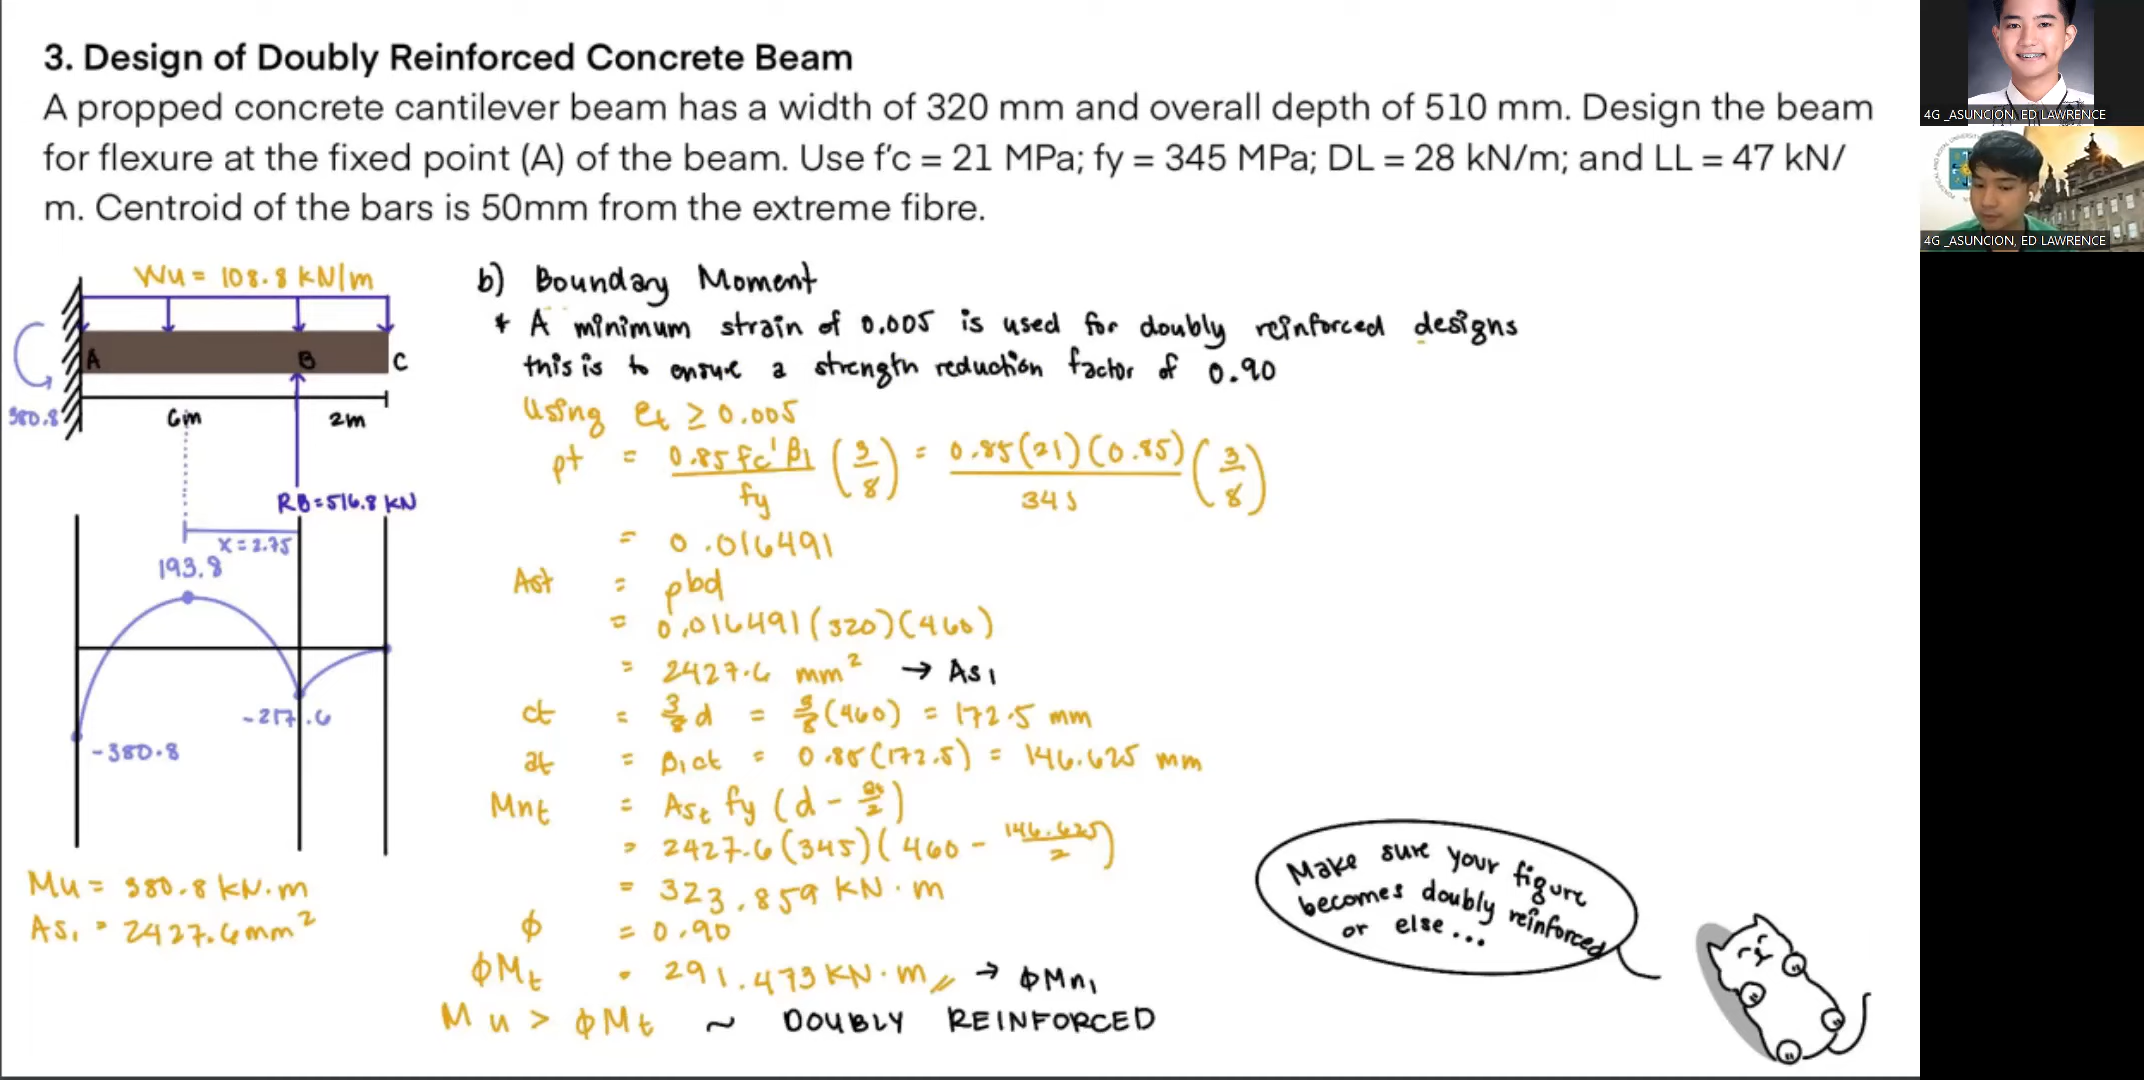 3. Design of Doubly Reinforced Concrete Beam
A propped concrete cantilever beam has a width of 320 mm and overall depth of 510 mm. Design the beam
for flexure at the fixed point (A) of the beam. Use f'c = 21 MPa; fy = 345 MPa; DL = 28 kN/m; and LL = 47 kN/
m. Centroid of the bars is 50mm from the extreme fibre.
Wu = 108.8 kN/m
A
B
C
380.8
6m
2m
RB=516.8 KN
x=2.75
193.8
-217.6
-380.8
Mu = 380.8 kN.m
As1 = 2427.6mm²
b) Boundary Moment
* A minimum strain of 0.005 is used for doubly reinforced designs
this is to ensure a strength reduction factor of 0.90
Using et ≥ 0.005
ρt = 0.85 fc' β1 / fy (3/8) = 0.85(21)(0.85) / 345 (3/8)
= 0.016491
Ast = ρbd
= 0.016491(320)(460)
= 2427.6 mm² → As1
ct = 3/8 d = 3/8(460) = 172.5 mm
at = β1ct = 0.85(172.5) = 146.625 mm
Mnt = Ast fy (d - at/2)
= 2427.6(345)(460 - 146.625/2)
= 323.859 KN.m
ϕ = 0.90
ϕMt = 291.473 KN.m → ϕMn1
Mu > ϕMt ~ DOUBLY REINFORCED
Make sure your figure
becomes doubly reinforced
or else...
4G _ASUNCION, ED LAWRENCE
4G _ASUNCION, ED LAWRENCE